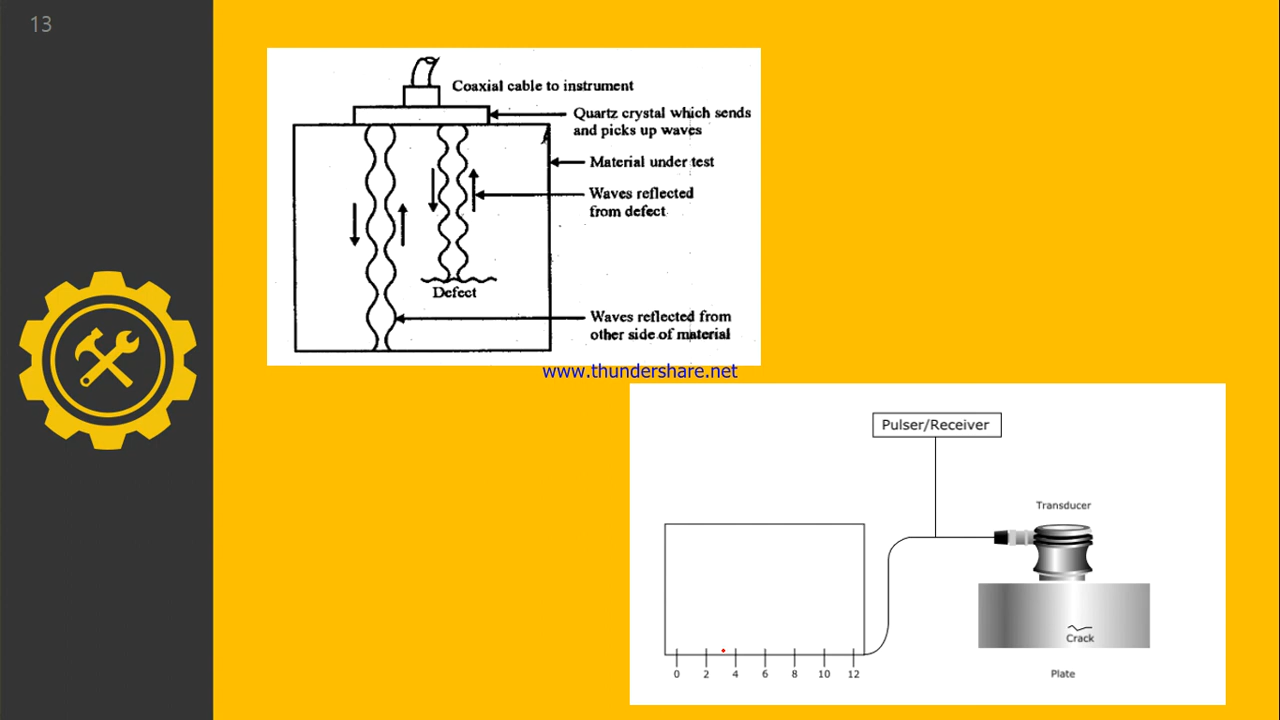 13
Coaxial cable to instrument
Quartz crystal which sends
and picks up waves
Material under test
Waves reflected
from defect
Defect
Waves reflected from
other side of material
www.thundershare.net
Pulser/Receiver
Transducer
Crack
0 2 4 6 8 10 12
Plate